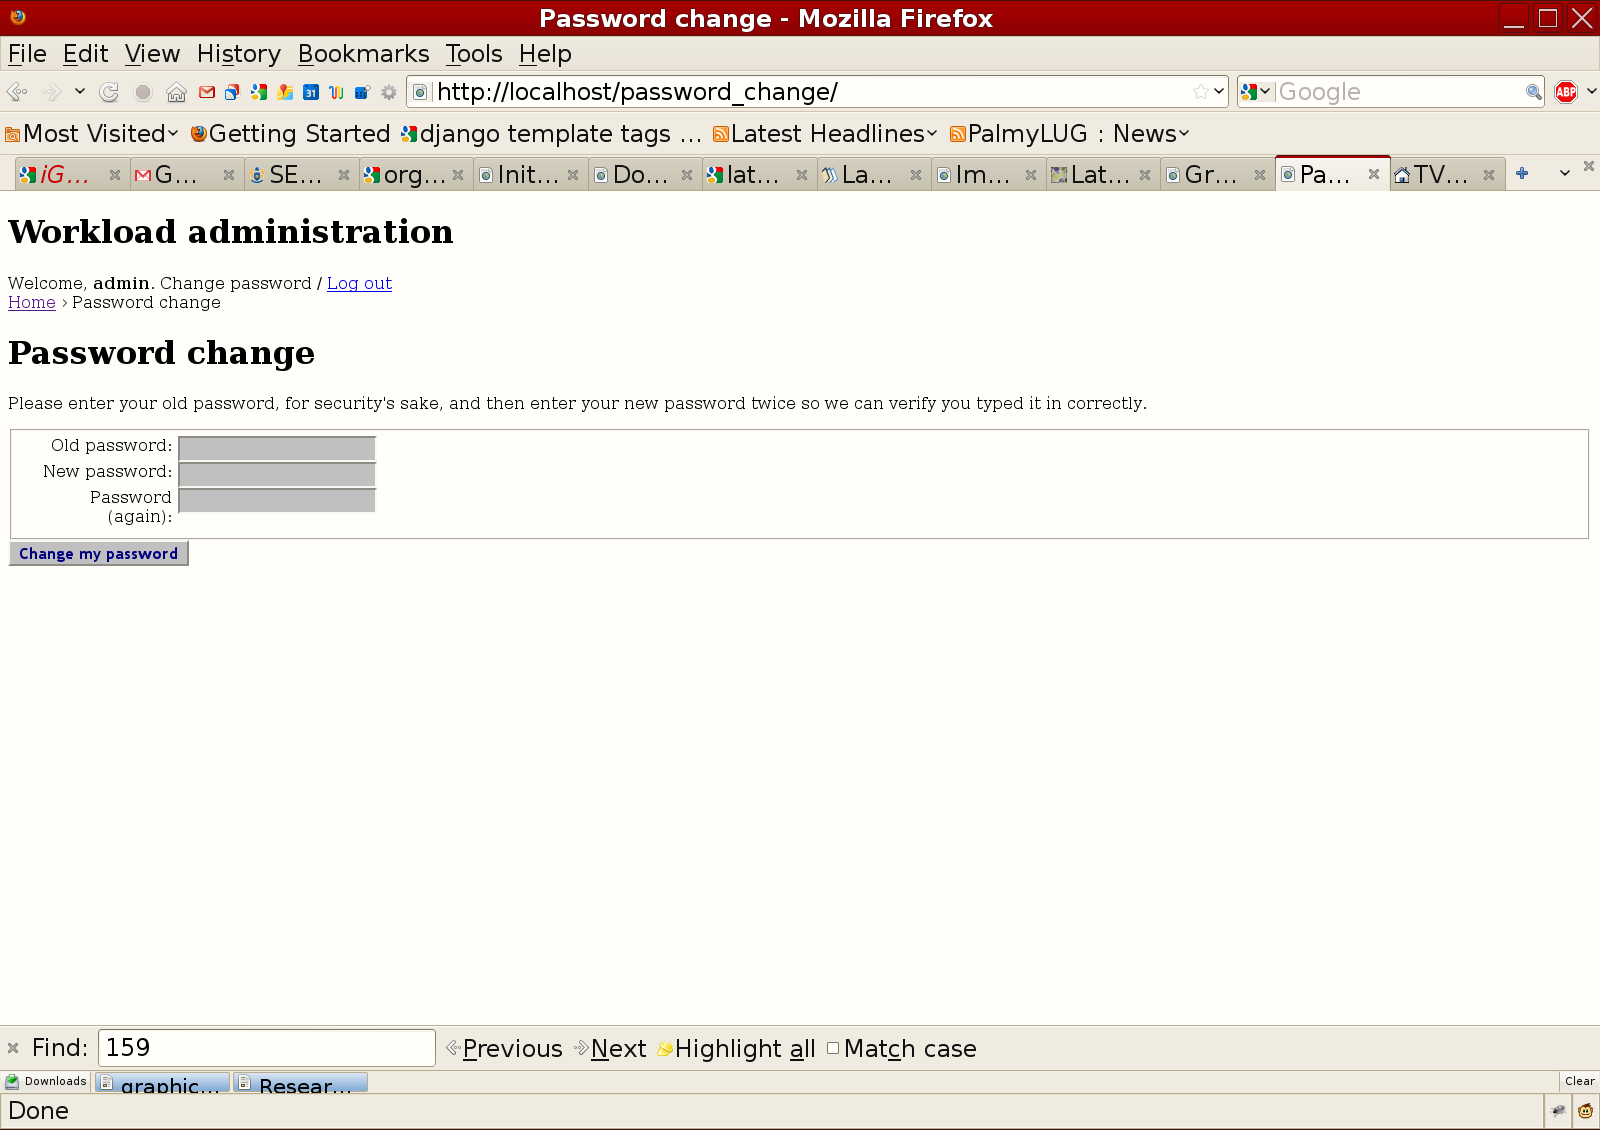 Password change - Mozilla Firefox
File Edit View History Bookmarks Tools Help
31 http://localhost/password_change/ Google ABP
Most Visited Getting Started django template tags ... Latest Headlines PalmyLUG : News
iG... G... SE... org... Init... Do... lat... La... Im... Lat... Gr... Pa... TV...
Workload administration
Welcome, admin. Change password / Log out
Home › Password change
Password change
Please enter your old password, for security's sake, and then enter your new password twice so we can verify you typed it in correctly.
Old password:
New password:
Password
(again):
Change my password
Find: 159 Previous Next Highlight all Match case
Downloads graphic... Resear... Clear
Done